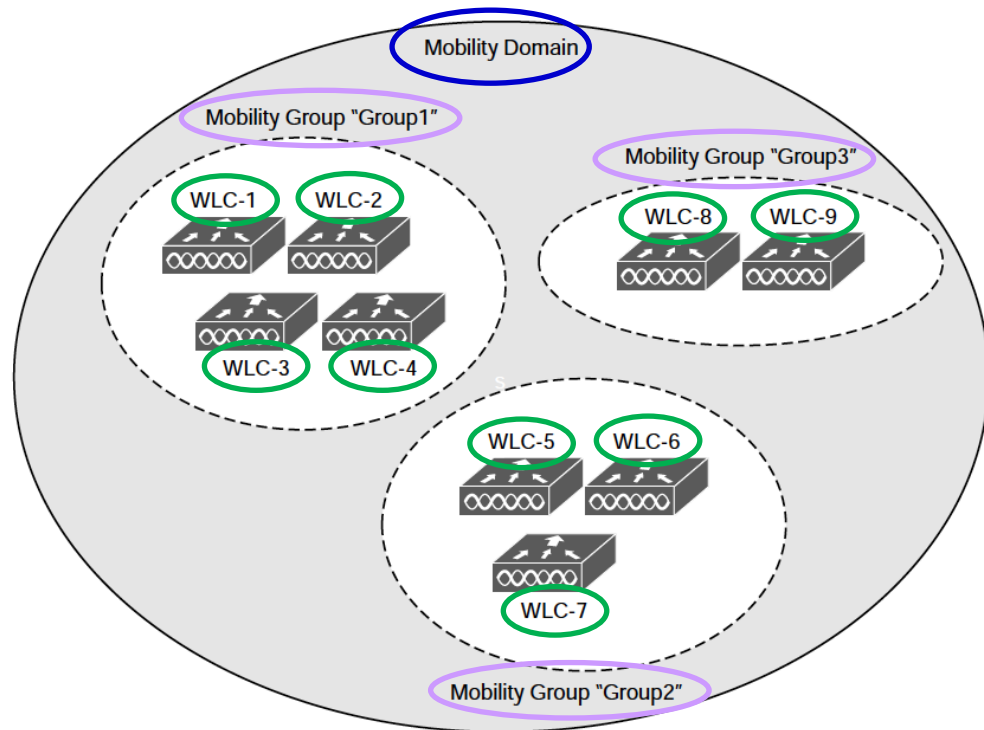 Mobility Domain
Mobility Group "Group1"
Mobility Group "Group3"
WLC-1
WLC-2
WLC-8
WLC-9
WLC-3
WLC-4
S
WLC-5
WLC-6
WLC-7
Mobility Group "Group2"